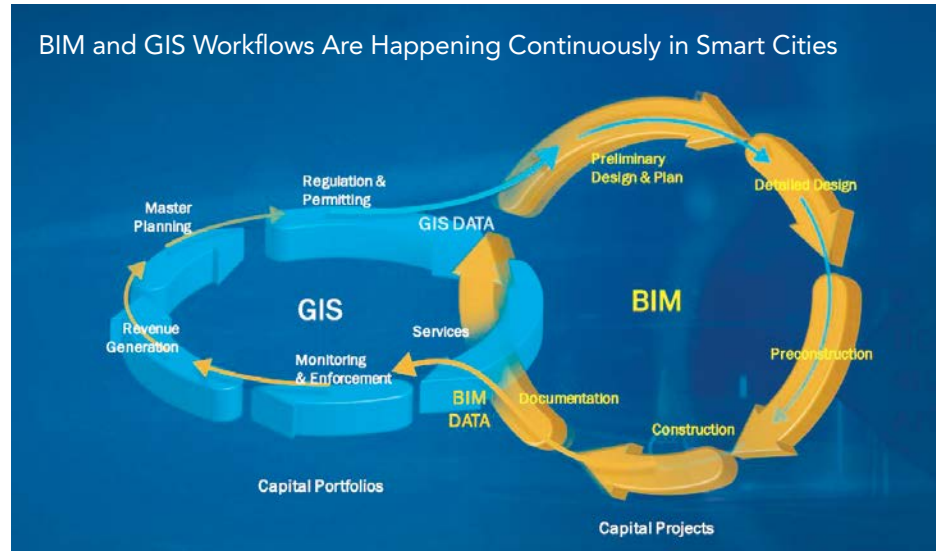 BIM and GIS Workflows Are Happening Continuously in Smart Cities
Preliminary
Design & Plan
Regulation &
Permitting
Detailed Design
Master
Planning
GIS DATA
GIS
BIM
Services
Revenue
Generation
Monitoring
& Enforcement
Preconstruction
BIM
DATA
Documentation
Construction
Capital Portfolios
Capital Projects